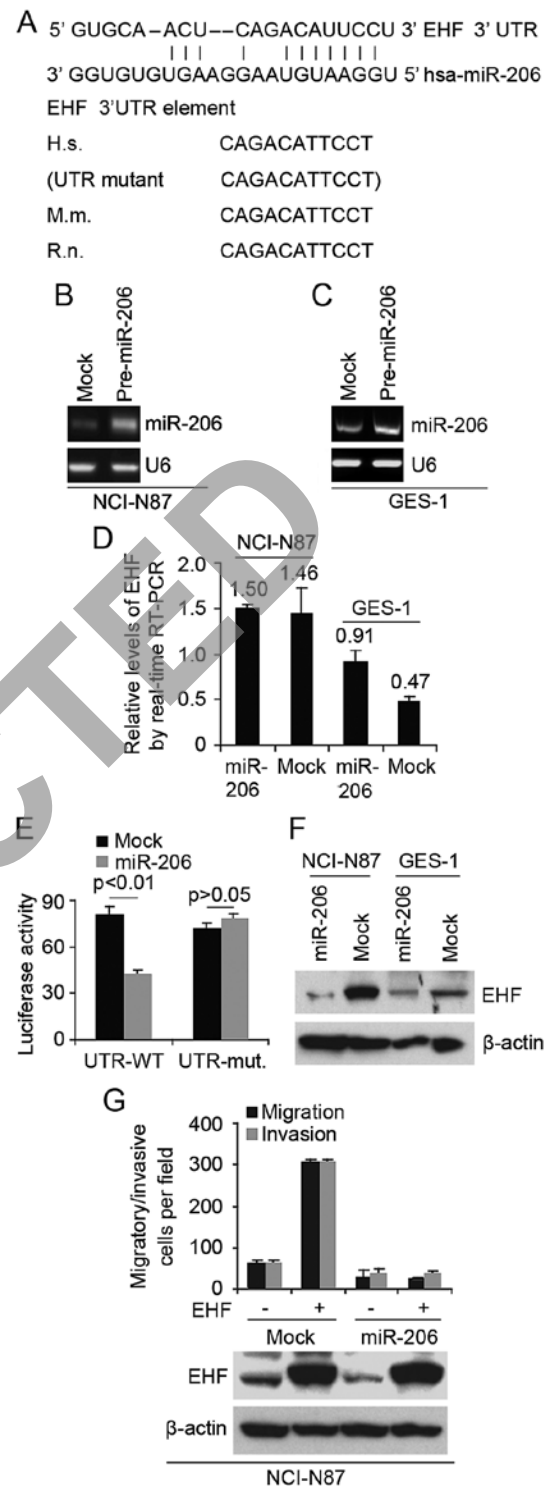 A
5' GUGCA –ACU – –CAGACAUUCCU 3' EHF 3' UTR
3' GGUGUGUGAAGGAAUGUAAGGU 5' hsa-miR-206
EHF 3'UTR element
H.s. CAGACATTCCT
(UTR mutant CAGACATTCCT)
M.m. CAGACATTCCT
R.n. CAGACATTCCT
B
Mock Pre-miR-206
miR-206
U6
NCI-N87
C
Mock Pre-miR-206
miR-206
U6
GES-1
D
Relative levels of EHF
by real-time RT-PCR
NCI-N87
GES-1
2.0
1.5
1.0
0.5
0
1.50 1.46 0.91 0.47
miR-206 Mock miR-206 Mock
E
Mock
miR-206
p<0.01 p>0.05
Luciferase activity
90
60
30
0
UTR-WT UTR-mut.
F
NCI-N87 GES-1
miR-206 Mock miR-206 Mock
EHF
β-actin
G
Migration
Invasion
Migratory/invasive
cells per field
400
300
200
100
0
EHF - + - +
Mock miR-206
EHF
β-actin
NCI-N87
CTED